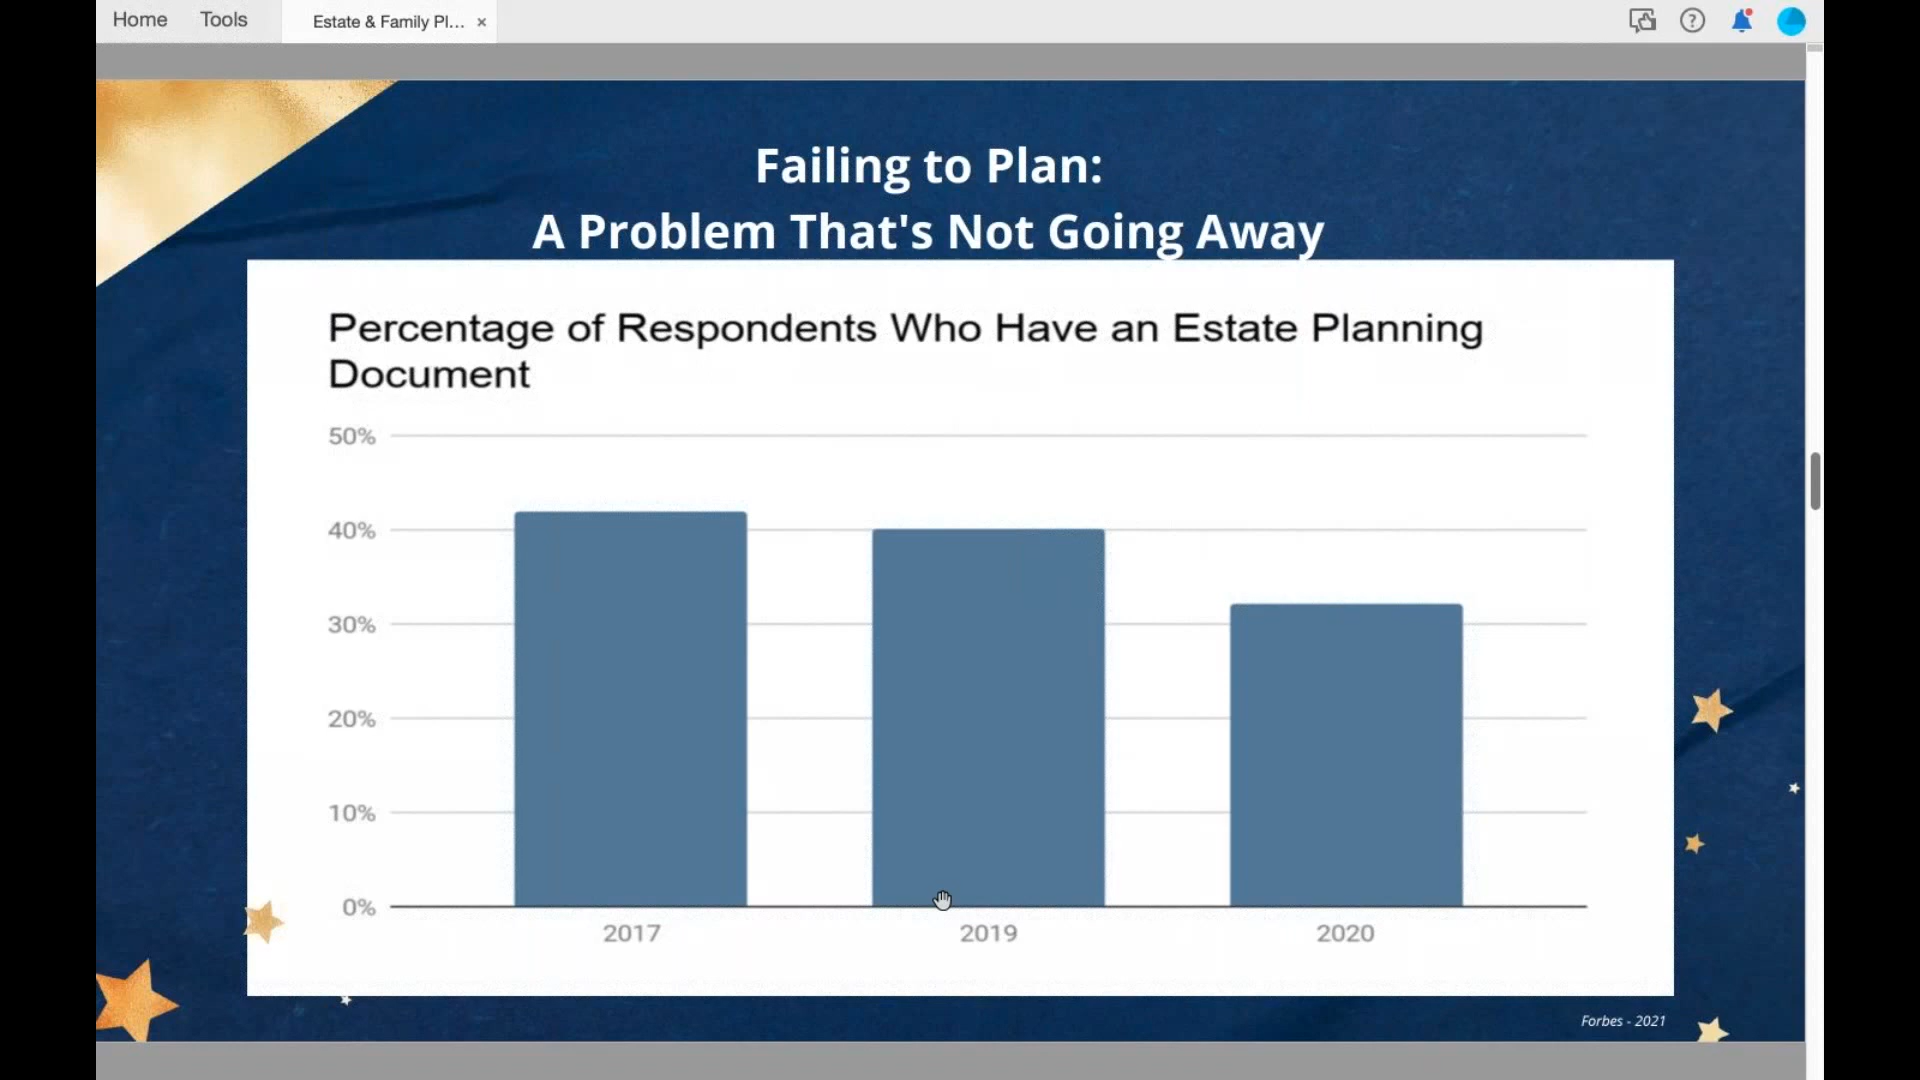 Home Tools Estate & Family Pl... ×
Failing to Plan:
A Problem That's Not Going Away
Percentage of Respondents Who Have an Estate Planning
Document
50%
40%
30%
20%
10%
0%
2017 2019 2020
Forbes - 2021